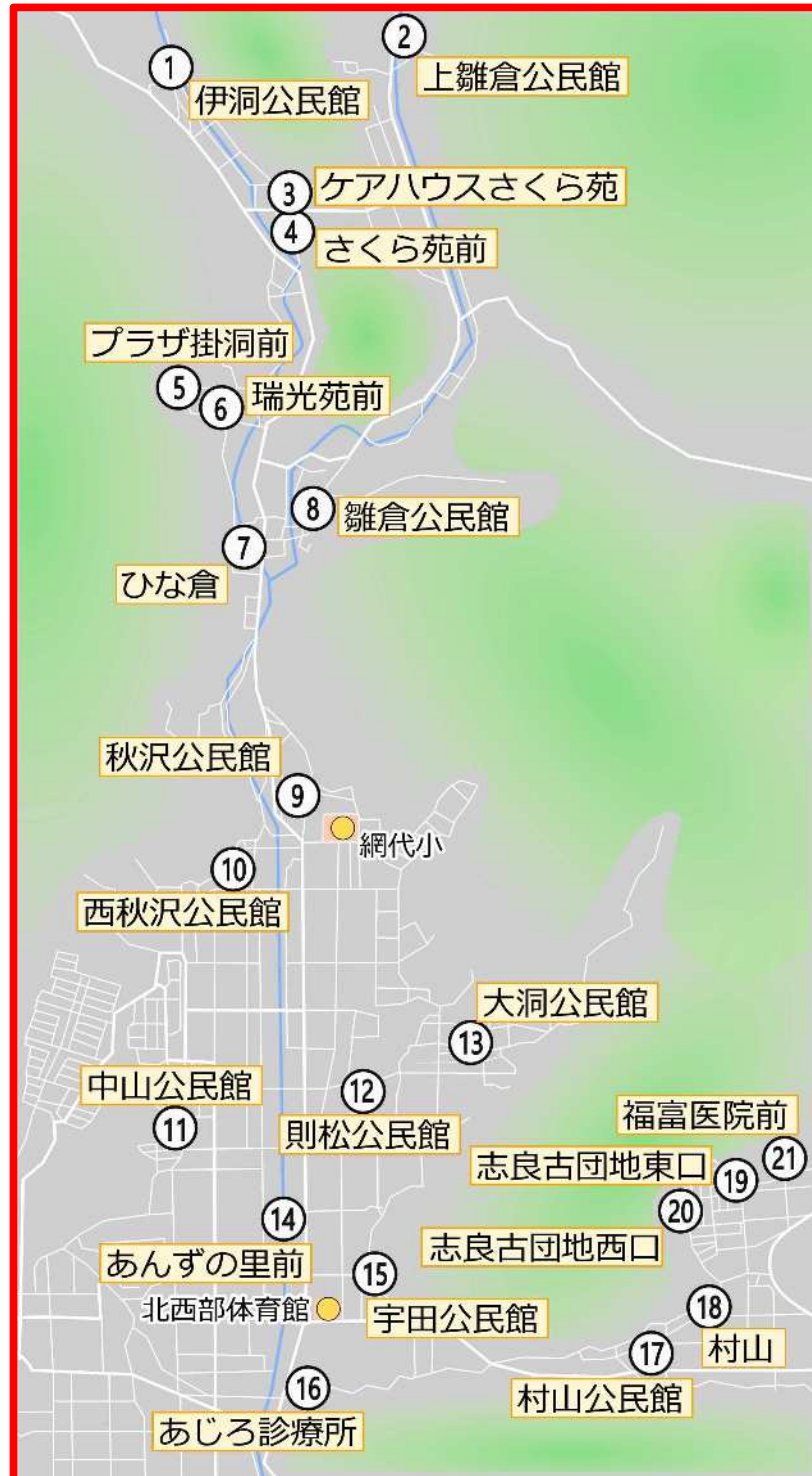 ①
伊洞公民館
②
上雛倉公民館
③
ケアハウスさくら苑
④
さくら苑前
プラザ掛洞前
⑤
⑥
瑞光苑前
⑧
雛倉公民館
⑦
ひな倉
秋沢公民館
⑨
網代小
⑩
西秋沢公民館
大洞公民館
⑬
中山公民館
⑪
⑫
則松公民館
福富医院前
㉑
志良古団地東口
⑲
⑳
志良古団地西口
⑭
あんずの里前
⑮
宇田公民館
北西部体育館
⑱
村山
⑰
村山公民館
⑯
あじろ診療所